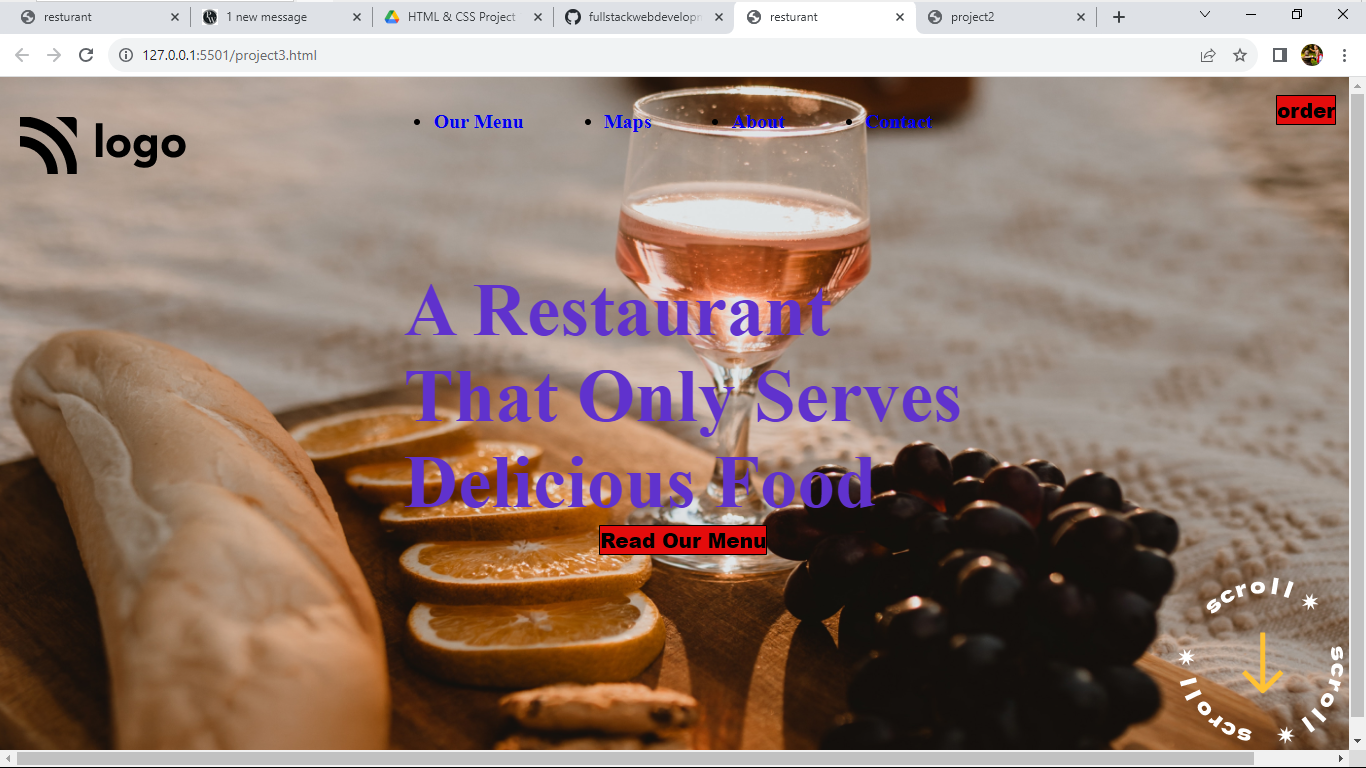 resturant
1 new message
HTML & CSS Project
fullstackwebdevelopm
resturant
project2
127.0.0.1:5501/project3.html
logo
Our Menu
Maps
About
Contact
order
A Restaurant
That Only Serves
Delicious Food
Read Our Menu
scroll
scroll
scroll